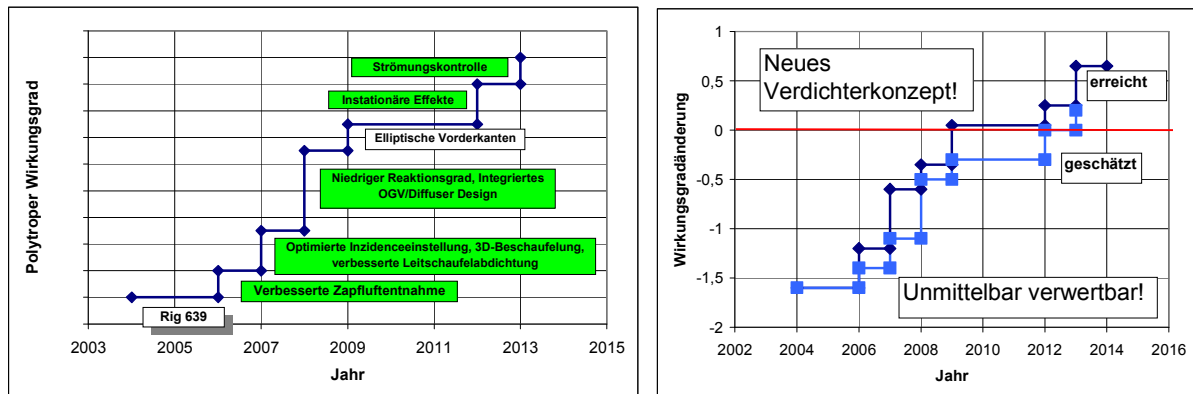 Polytroper Wirkungsgrad
Strömungskontrolle
Instationäre Effekte
Elliptische Vorderkanten
Niedriger Reaktionsgrad, Integriertes
OGV/Diffuser Design
Optimierte Inzidenceeinstellung, 3D-Beschaufelung,
verbesserte Leitschaufelabdichtung
Verbesserte Zapfluftentnahme
Rig 639
2003 2005 2007 2009 2011 2013 2015
Jahr
Wirkungsgradänderung
1
0,5
0
-0,5
-1
-1,5
-2
Neues
Verdichterkonzept!
erreicht
geschätzt
Unmittelbar verwertbar!
2002 2004 2006 2008 2010 2012 2014 2016
Jahr